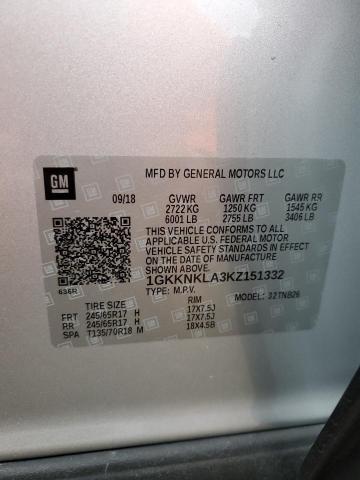 GM
MFD BY GENERAL MOTORS LLC
09/18 GVWR GAWR FRT GAWR RR
2722 KG 1250 KG 1545 KG
6001 LB 2755 LB 3406 LB
THIS VEHICLE CONFORMS TO ALL
APPLICABLE U.S. FEDERAL MOTOR
VEHICLE SAFETY STANDARDS IN EFFECT
ON THE DATE OF MANUFACTURE
SHOWN ABOVE.
1GKKNKLA3KZ151332
TYPE: M.P.V. MODEL: 32TNB26
636R
TIRE SIZE RIM
FRT 245/65R17 H 17X7.5J
RR 245/65R17 H 17X7.5J
SPA T135/70R18 M 18X4.5B